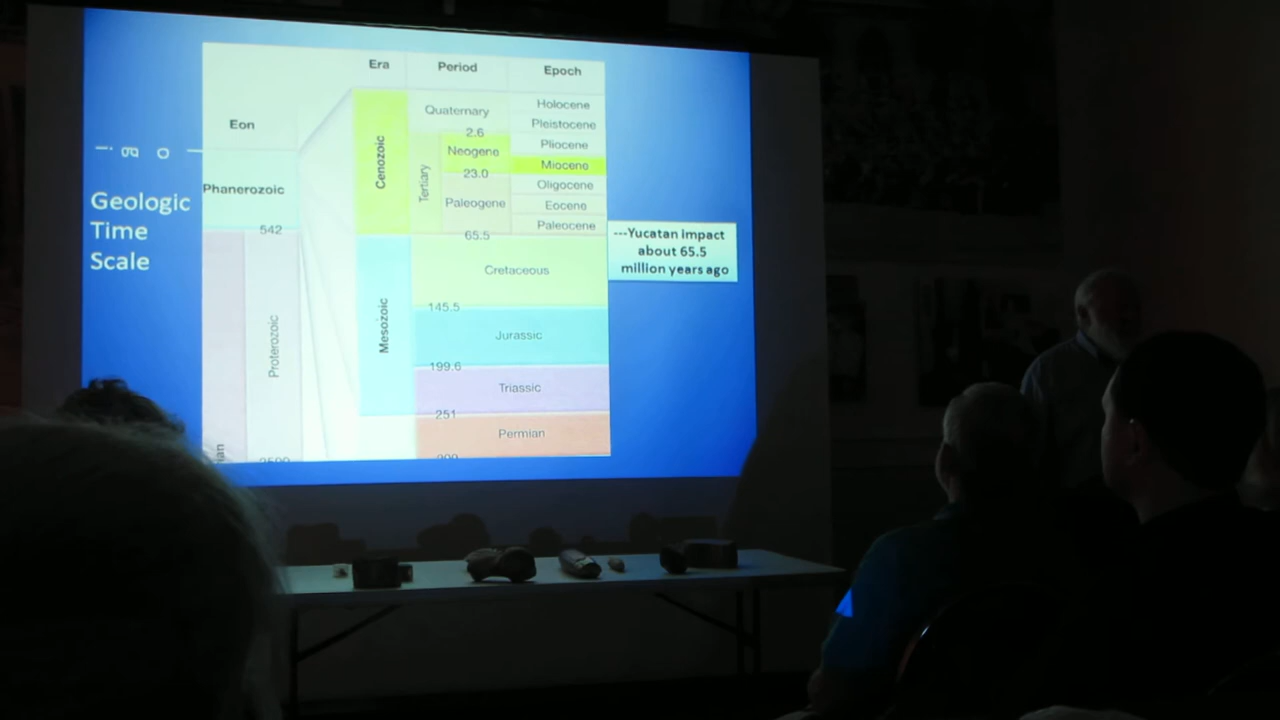 Era Period Epoch
Eon
Quaternary
Holocene
Pleistocene
2.6
Pliocene
Neogene
Miocene
23.0
Cenozoic
Tertiary
Oligocene
Paleogene
Eocene
Paleocene
65.5
Phanerozoic
542
Geologic
Time
Scale
---Yucatan impact
about 65.5
million years ago
Cretaceous
145.5
Mesozoic
Jurassic
199.6
Triassic
251
Permian
Proterozoic